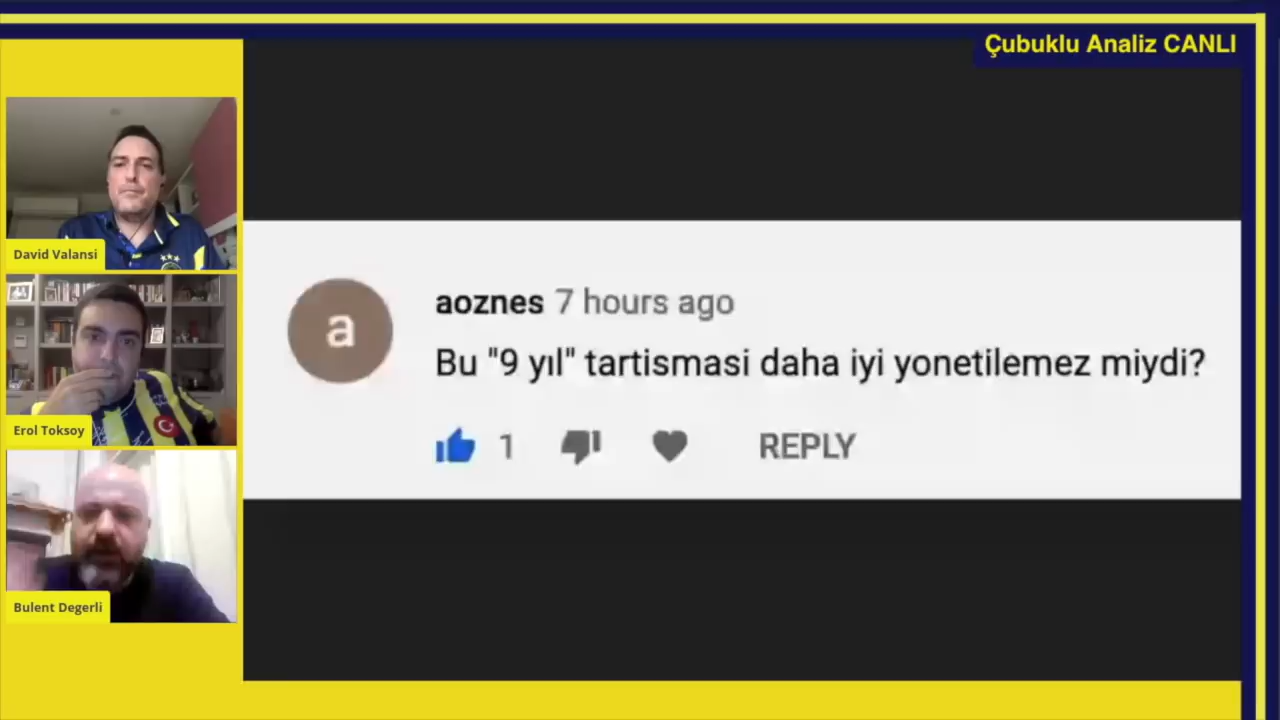 Çubuklu Analiz CANLI
David Valansi
Erol Toksoy
Bulent Degerli
a
aoznes 7 hours ago
Bu "9 yıl" tartismasi daha iyi yonetilemez miydi?
1 REPLY